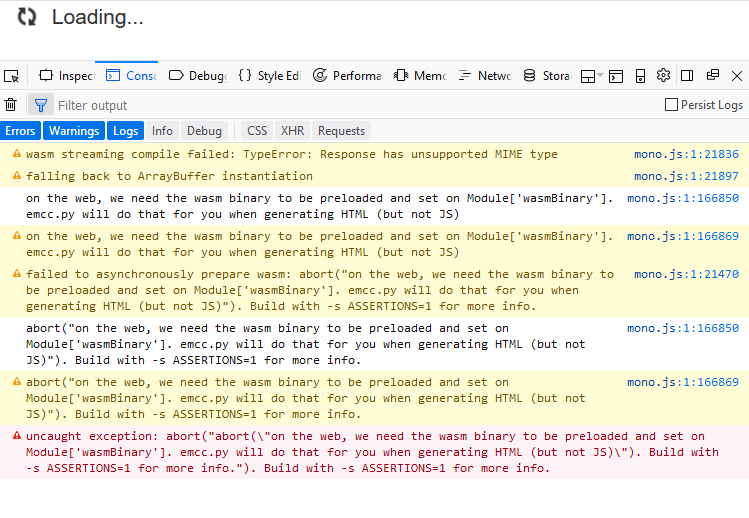 Loading...
Inspec
Conso
Debug
{ } Style Edi
Performa
Memo
Netwo
Stora
Filter output
Persist Logs
Errors Warnings Logs Info Debug CSS XHR Requests
wasm streaming compile failed: TypeError: Response has unsupported MIME type mono.js:1:21836
falling back to ArrayBuffer instantiation mono.js:1:21897
on the web, we need the wasm binary to be preloaded and set on Module['wasmBinary']. mono.js:1:166850
emcc.py will do that for you when generating HTML (but not JS)
on the web, we need the wasm binary to be preloaded and set on Module['wasmBinary']. mono.js:1:166869
emcc.py will do that for you when generating HTML (but not JS)
failed to asynchronously prepare wasm: abort("on the web, we need the wasm binary to mono.js:1:21470
be preloaded and set on Module['wasmBinary']. emcc.py will do that for you when
generating HTML (but not JS)"). Build with -s ASSERTIONS=1 for more info.
abort("on the web, we need the wasm binary to be preloaded and set on mono.js:1:166850
Module['wasmBinary']. emcc.py will do that for you when generating HTML (but not
JS)"). Build with -s ASSERTIONS=1 for more info.
abort("on the web, we need the wasm binary to be preloaded and set on mono.js:1:166869
Module['wasmBinary']. emcc.py will do that for you when generating HTML (but not
JS)"). Build with -s ASSERTIONS=1 for more info.
uncaught exception: abort("abort(\"on the web, we need the wasm binary to be preloaded and set on
Module['wasmBinary']. emcc.py will do that for you when generating HTML (but not JS)\"). Build with
-s ASSERTIONS=1 for more info."). Build with -s ASSERTIONS=1 for more info.